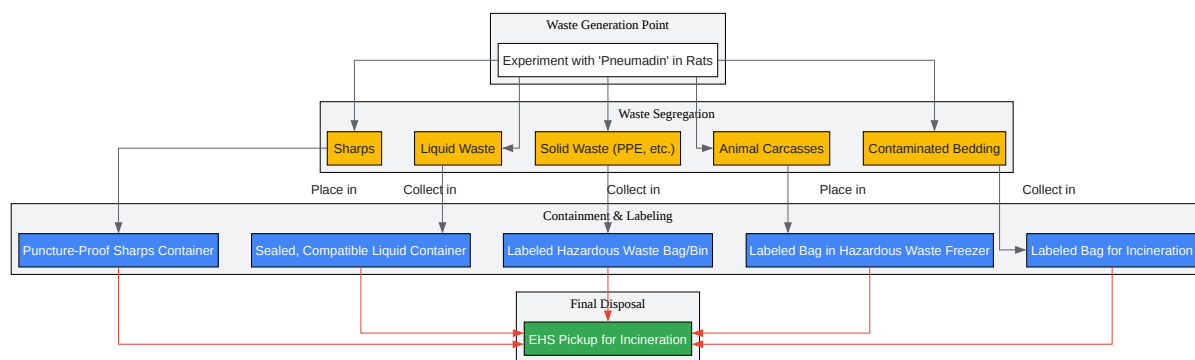 Waste Generation Point
Experiment with 'Pneumadin' in Rats
Waste Segregation
Sharps
Liquid Waste
Solid Waste (PPE, etc.)
Animal Carcasses
Contaminated Bedding
Place in
Collect in
Collect in
Place in
Collect in
Containment & Labeling
Puncture-Proof Sharps Container
Sealed, Compatible Liquid Container
Labeled Hazardous Waste Bag/Bin
Labeled Bag in Hazardous Waste Freezer
Labeled Bag for Incineration
Final Disposal
EHS Pickup for Incineration